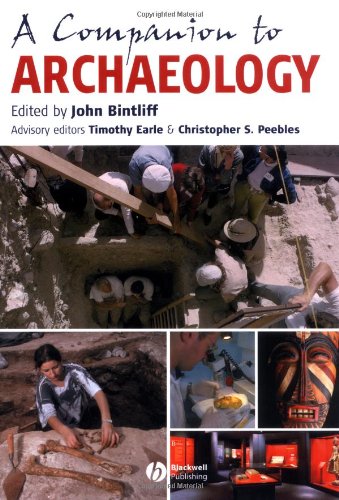 Copyrighted Material
A Companion to
ARCHAEOLOGY
Edited by John Bintliff
Advisory editors Timothy Earle & Christopher S. Peebles
Blackwell
Publishing
Copyrighted Material